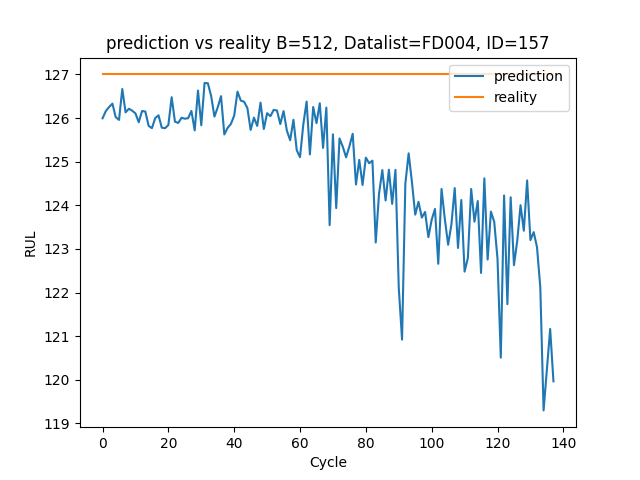 prediction vs reality B=512, Datalist=FD004, ID=157
prediction
reality
127
126
125
124
123
122
121
120
119
RUL
0 20 40 60 80 100 120 140
Cycle